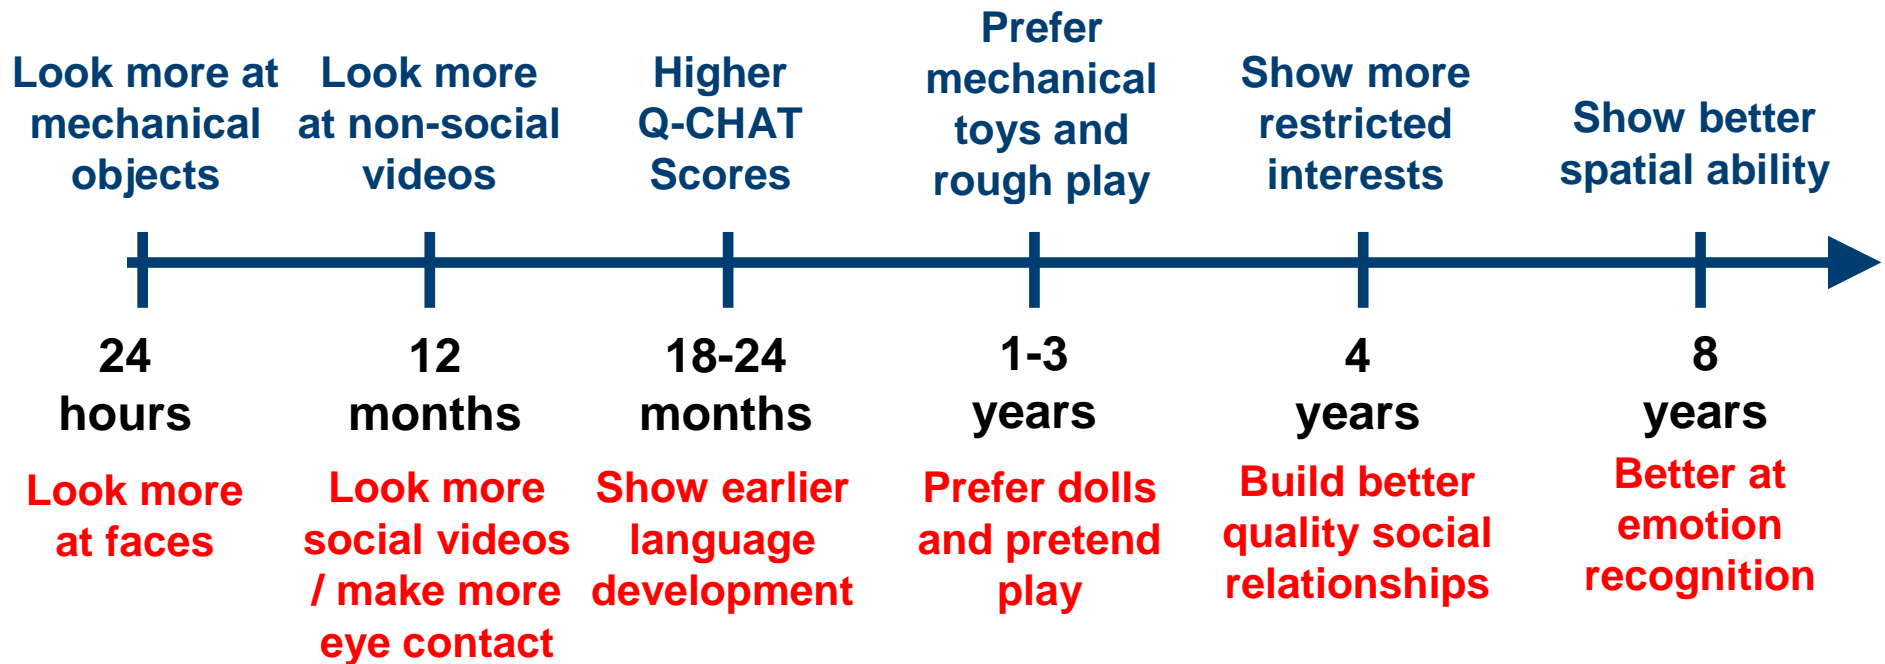 Look more at
mechanical
objects
Look more
at non-social
videos
Higher
Q-CHAT
Scores
Prefer
mechanical
toys and
rough play
Show more
restricted
interests
Show better
spatial ability
24
hours
12
months
18-24
months
1-3
years
4
years
8
years
Look more
at faces
Look more
social videos
/ make more
eye contact
Show earlier
language
development
Prefer dolls
and pretend
play
Build better
quality social
relationships
Better at
emotion
recognition